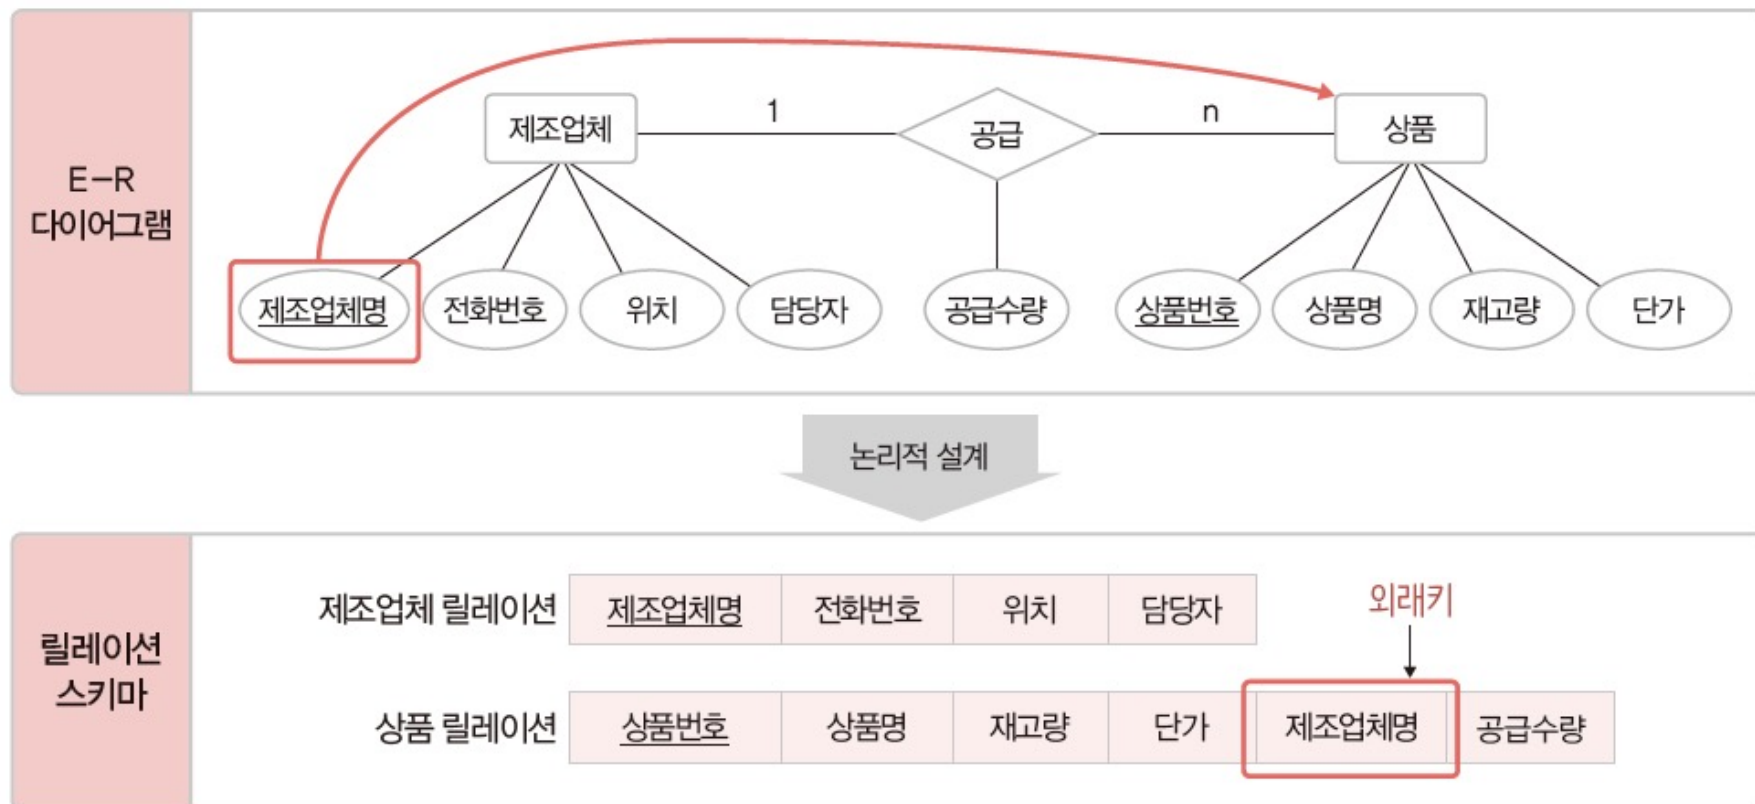 E-R
다이어그램
제조업체
1
공급
n
상품
제조업체명
전화번호
위치
담당자
공급수량
상품번호
상품명
재고량
단가
논리적 설계
릴레이션
스키마
제조업체 릴레이션
제조업체명
전화번호
위치
담당자
외래키
상품 릴레이션
상품번호
상품명
재고량
단가
제조업체명
공급수량